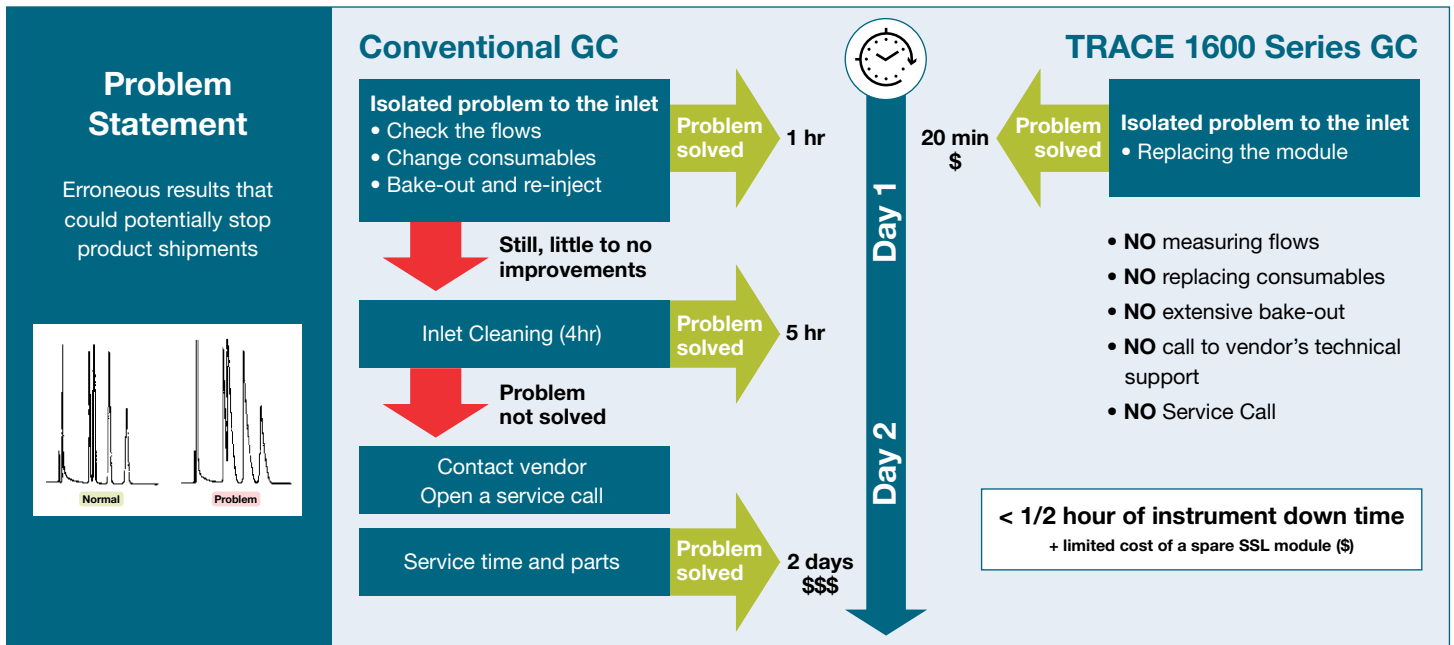 Problem
Statement
Erroneous results that
could potentially stop
product shipments
Normal
Problem
Conventional GC
Isolated problem to the inlet
• Check the flows
• Change consumables
• Bake-out and re-inject
Problem
solved
1 hr
Still, little to no
improvements
Inlet Cleaning (4hr)
Problem
solved
5 hr
Problem
not solved
Contact vendor
Open a service call
Service time and parts
Problem
solved
2 days
$$$
Day 1
Day 2
TRACE 1600 Series GC
20 min
$
Problem
solved
Isolated problem to the inlet
• Replacing the module
• NO measuring flows
• NO replacing consumables
• NO extensive bake-out
• NO call to vendor’s technical
support
• NO Service Call
< 1/2 hour of instrument down time
+ limited cost of a spare SSL module ($)